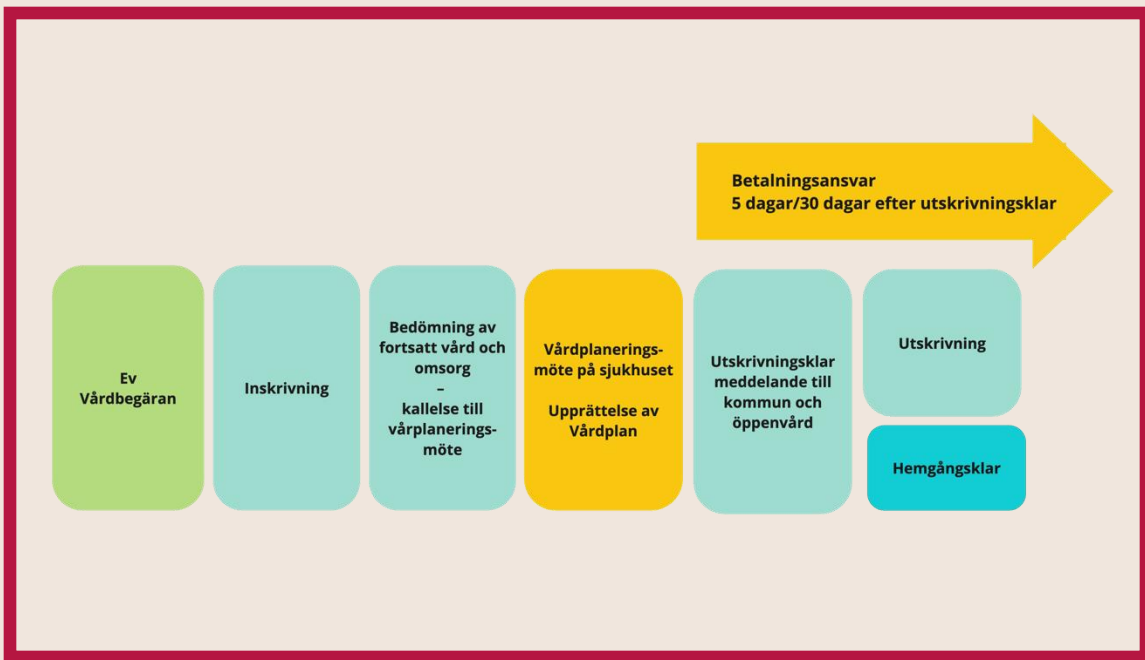 Betalningsansvar
5 dagar/30 dagar efter utskrivningsklar
Ev
Vårdbegäran
Inskrivning
Bedömning av
fortsatt vård och
omsorg
–
kallelse till
vårplanerings-
möte
Vårdplanerings-
möte på sjukhuset
Upprättelse av
Vårdplan
Utskrivningsklar
meddelande till
kommun och
öppenvård
Utskrivning
Hemgångsklar